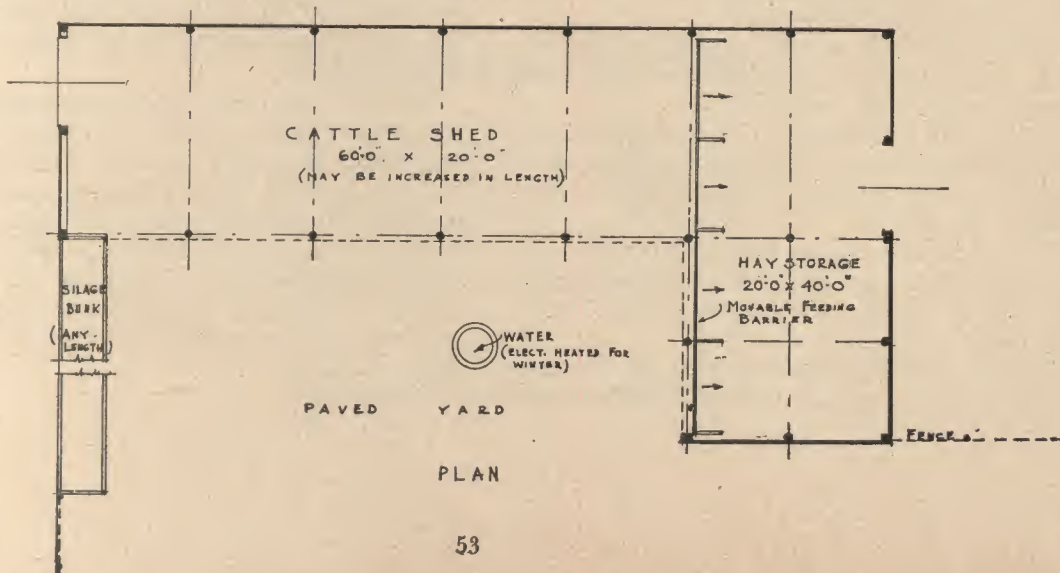 CATTLE SHED
60'0" × 20'0"
(MAY BE INCREASED IN LENGTH)
SILAGE
BUNK
(ANY
LENGTH)
WATER
(ELECT. HEATED FOR
WINTER)
HAY STORAGE
20'0" × 40'0"
MOVABLE FEEDING
BARRIER
PAVED YARD
FENCE
PLAN
53